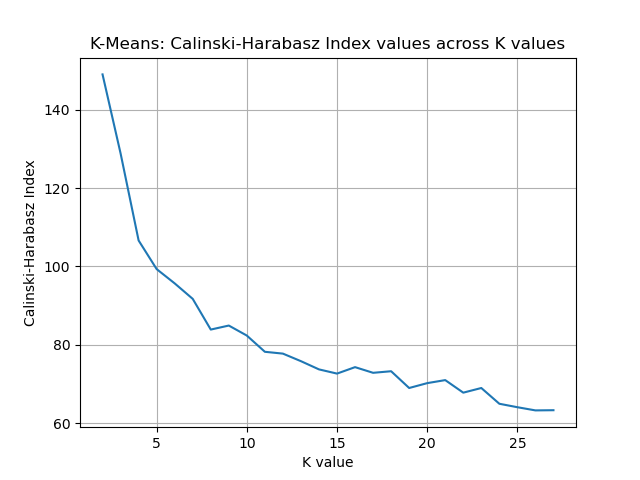 K-Means: Calinski-Harabasz Index values across K values
140
120
100
80
60
Calinski-Harabasz Index
5 10 15 20 25
K value